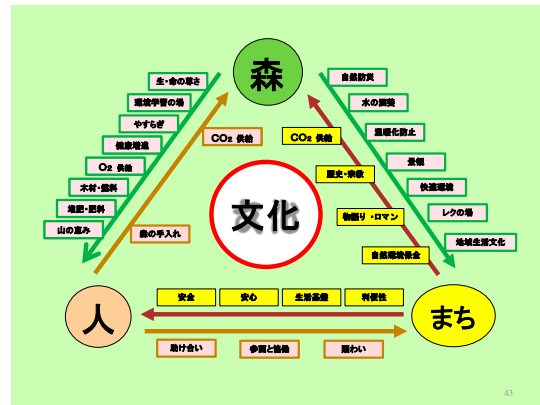 森
生・命の尊さ
環境学習の場
やすらぎ
健康増進
O2 供給
木材・燃料
堆肥・肥料
山の恵み
自然防災
水の涵養
温暖化防止
景観
快適環境
レクの場
地域生活文化
CO2 供給
森の手入れ
CO2 供給
歴史・宗教
物語り・ロマン
自然環境保全
文化
人
まち
安全
安心
生活基盤
利便性
助け合い
参画と協働
賑わい
43